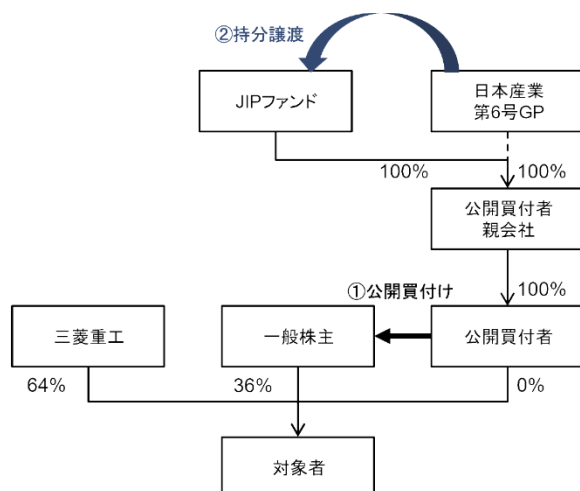 ②持分譲渡
JIPファンド
日本産業
第6号GP
100%
100%
公開買付者
親会社
①公開買付け
100%
三菱重工
一般株主
公開買付者
64%
36%
0%
対象者